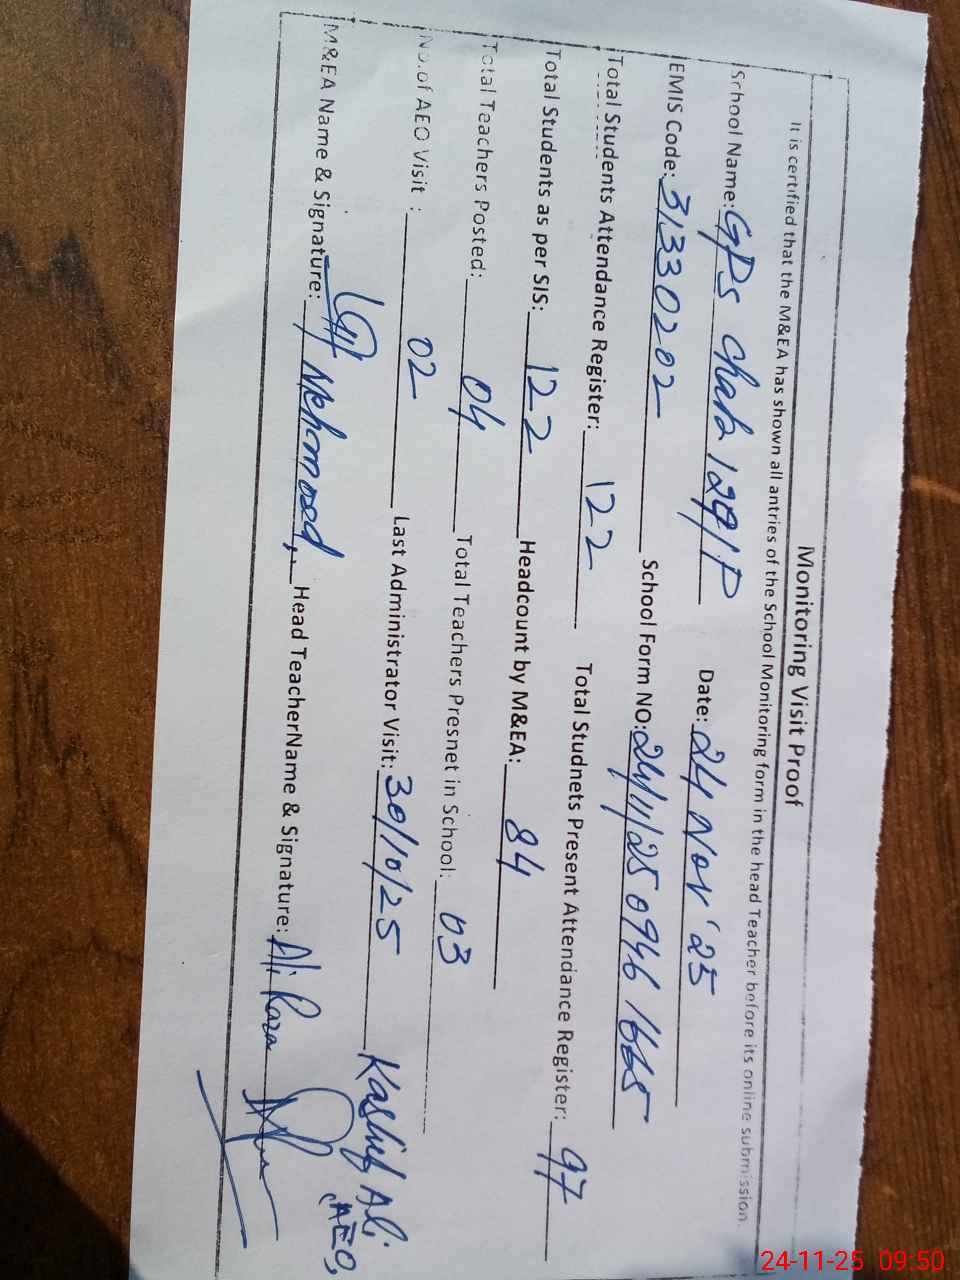 Monitoring Visit Proof
It is certified that the M&EA has shown all antries of the School Monitoring form in the head Teacher before its online submission.
School Name: GPS Chak 129/P Date: 24 Nov '25
EMIS Code: 31330202 School Form NO: 24/11/25 0946 1665
Total Students Attendance Register: 122 Total Studnets Present Attendance Register: 97
Total Students as per SIS: 122 Headcount by M&EA: 84
Total Teachers Posted: 04 Total Teachers Presnet in School: 03
No.of AEO Visit : 02 Last Administrator Visit: 30/10/25 Kashif Ali
AEO,
M&EA Name & Signature: Head TeacherName & Signature: Ali Raza
24-11-25 09:50